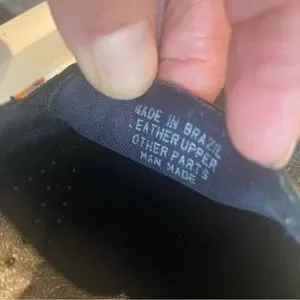 MADE IN BRAZIL
LEATHER UPPER
OTHER PARTS
MAN MADE